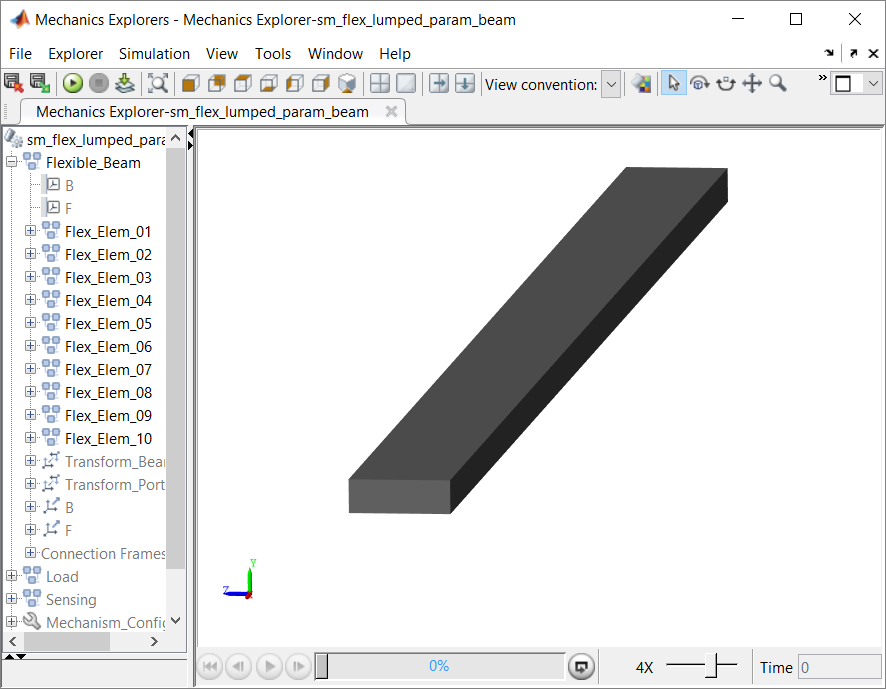 Mechanics Explorers - Mechanics Explorer-sm_flex_lumped_param_beam
File Explorer Simulation View Tools Window Help
View convention:
Mechanics Explorer-sm_flex_lumped_param_beam
sm_flex_lumped_para
Flexible_Beam
B
F
Flex_Elem_01
Flex_Elem_02
Flex_Elem_03
Flex_Elem_04
Flex_Elem_05
Flex_Elem_06
Flex_Elem_07
Flex_Elem_08
Flex_Elem_09
Flex_Elem_10
Transform_Bear
Transform_Port
B
F
Connection Frames
Load
Sensing
Mechanism_Config
Y
Z
0%
4X
Time 0